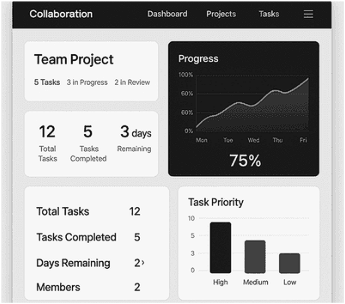 Collaboration
Dashboard Projects Tasks
Team Project
5 Tasks 3 in Progress 2 In Review
12 5 3 days
Total Tasks Remaining
Tasks Completed
Progress
100%
60%
60%
0%
Mon Tue Wed Thu Fri
75%
Total Tasks 12
Tasks Completed 5
Days Remaining 2›
Members 2
Task Priority
10
5
3
0
High Medium Low